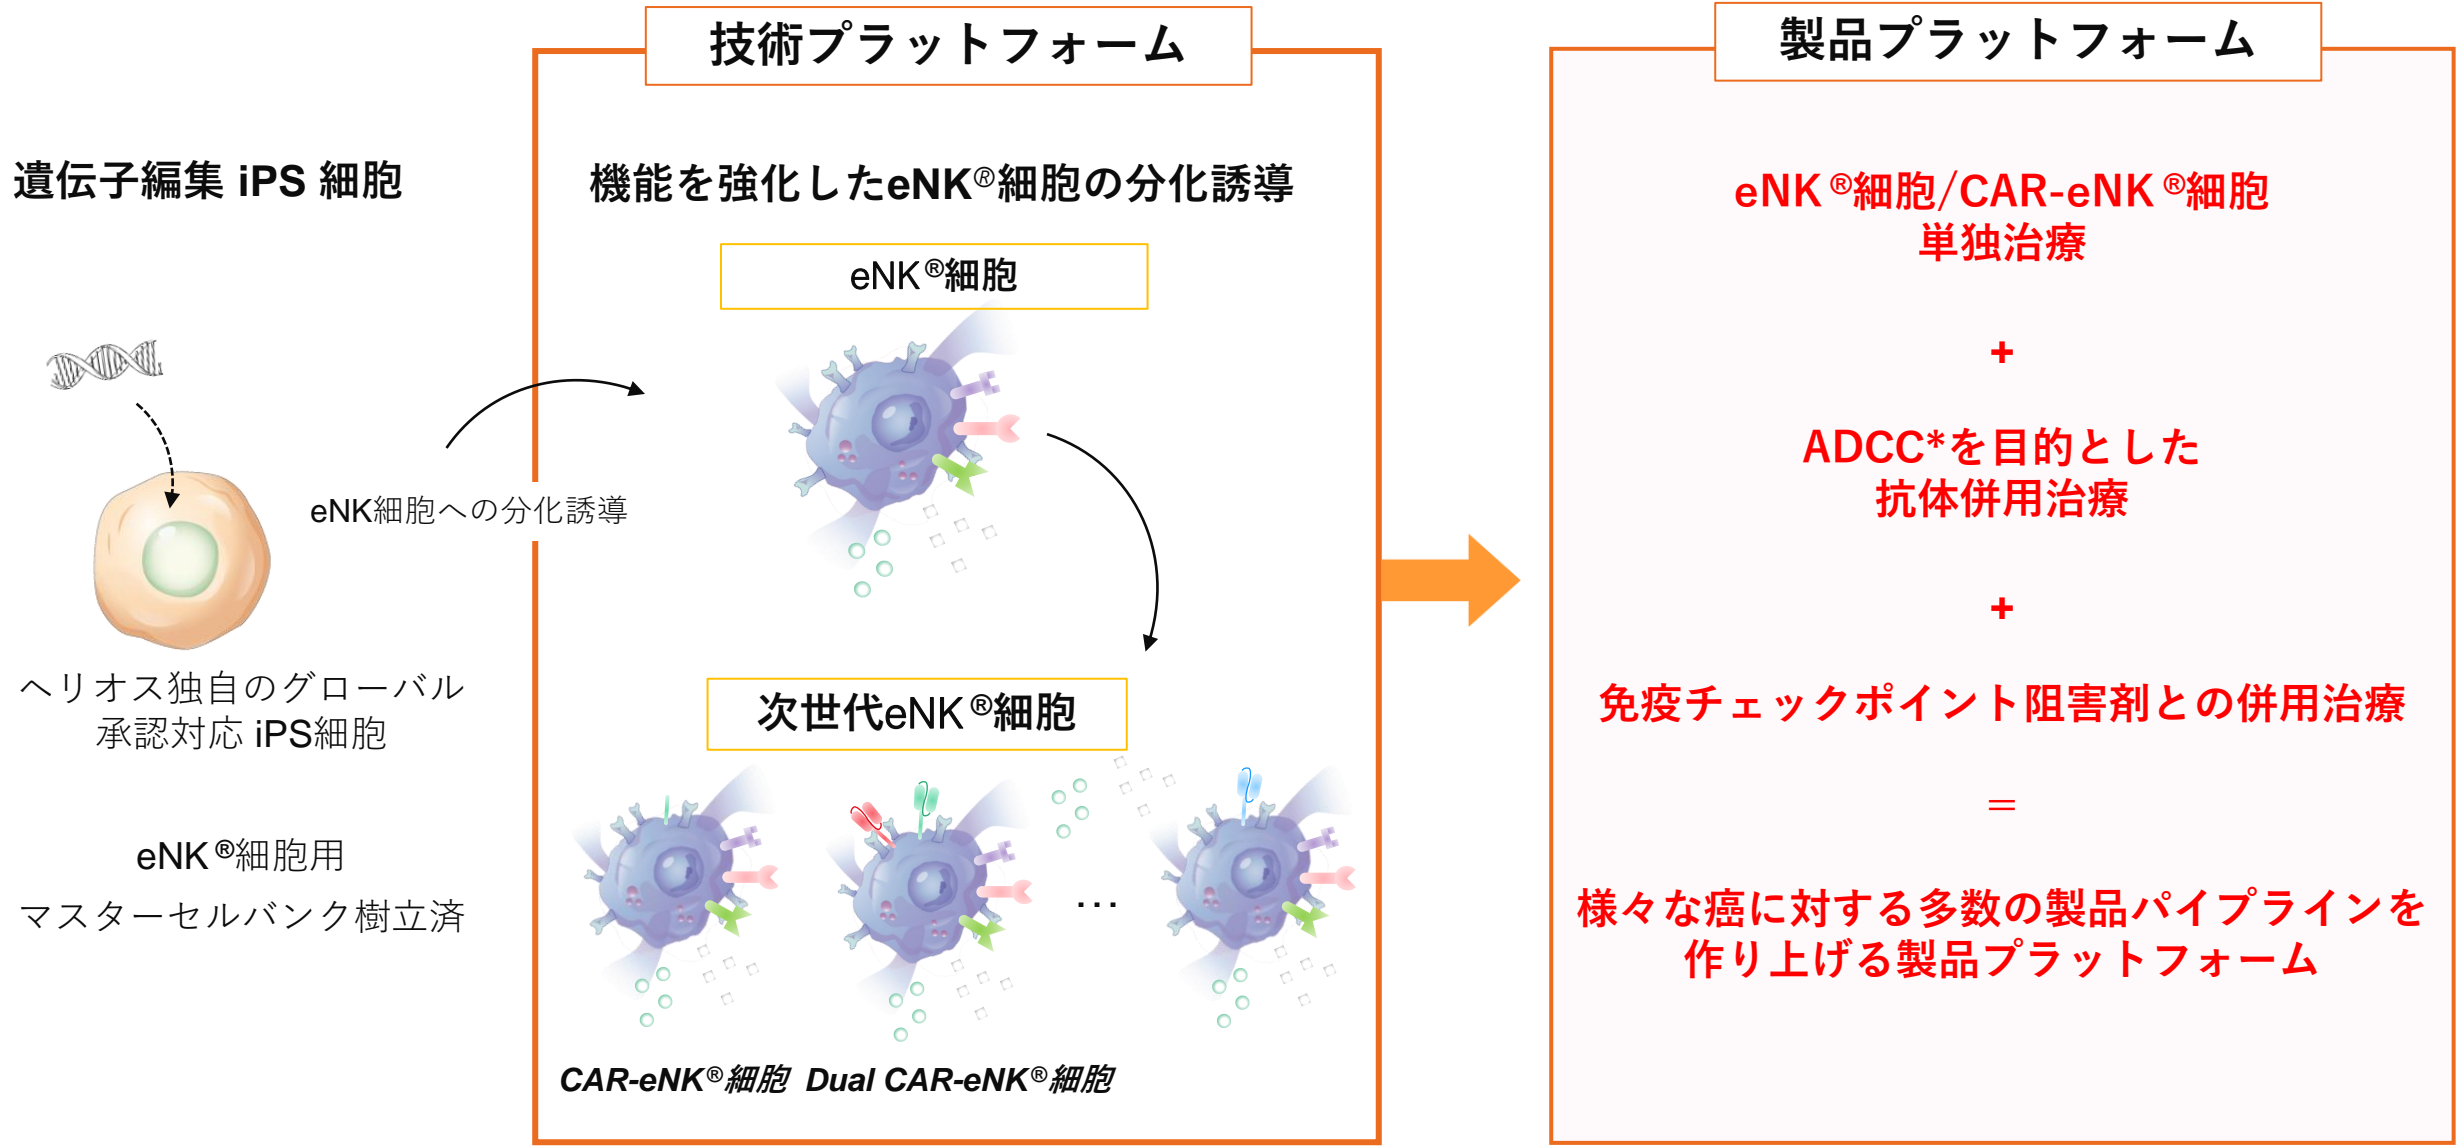 遺伝子編集 iPS 細胞
eNK細胞への分化誘導
ヘリオス独自のグローバル
承認対応 iPS細胞
eNK®細胞用
マスターセルバンク樹立済
技術プラットフォーム
機能を強化したeNK®細胞の分化誘導
eNK®細胞
次世代eNK®細胞
…
CAR-eNK®細胞 Dual CAR-eNK®細胞
製品プラットフォーム
eNK®細胞/CAR-eNK®細胞
単独治療
+
ADCC*を目的とした
抗体併用治療
+
免疫チェックポイント阻害剤との併用治療
＝
様々な癌に対する多数の製品パイプラインを
作り上げる製品プラットフォーム